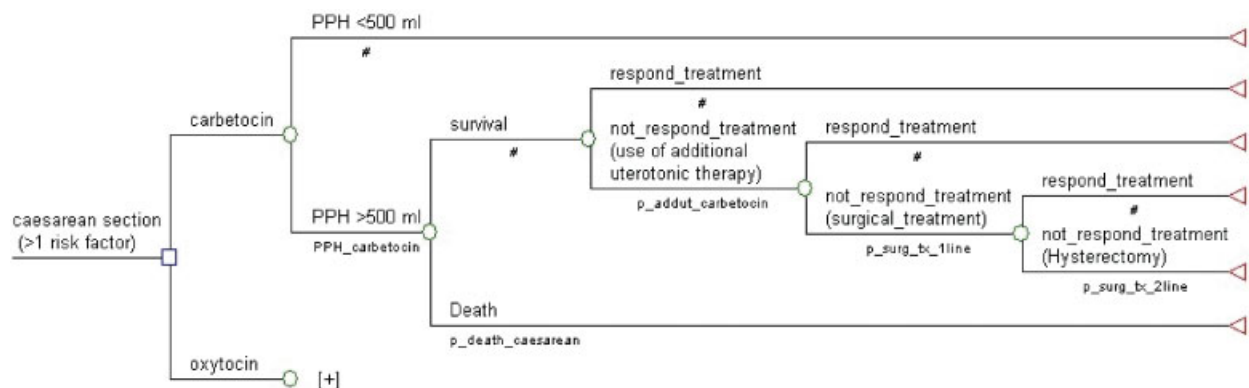 PPH <500 ml
#
respond_treatment
#
carbetocin
survival
#
not_respond_treatment
(use of additional
uterotonic therapy)
p_addut_carbetocin
respond_treatment
#
not_respond_treatment
(surgical_treatment)
p_surg_tx_1line
respond_treatment
#
not_respond_treatment
(Hysterectomy)
p_surg_tx_2line
caesarean section
(>1 risk factor)
PPH >500 ml
PPH_carbetocin
Death
p_death_caesarean
oxytocin
[+]